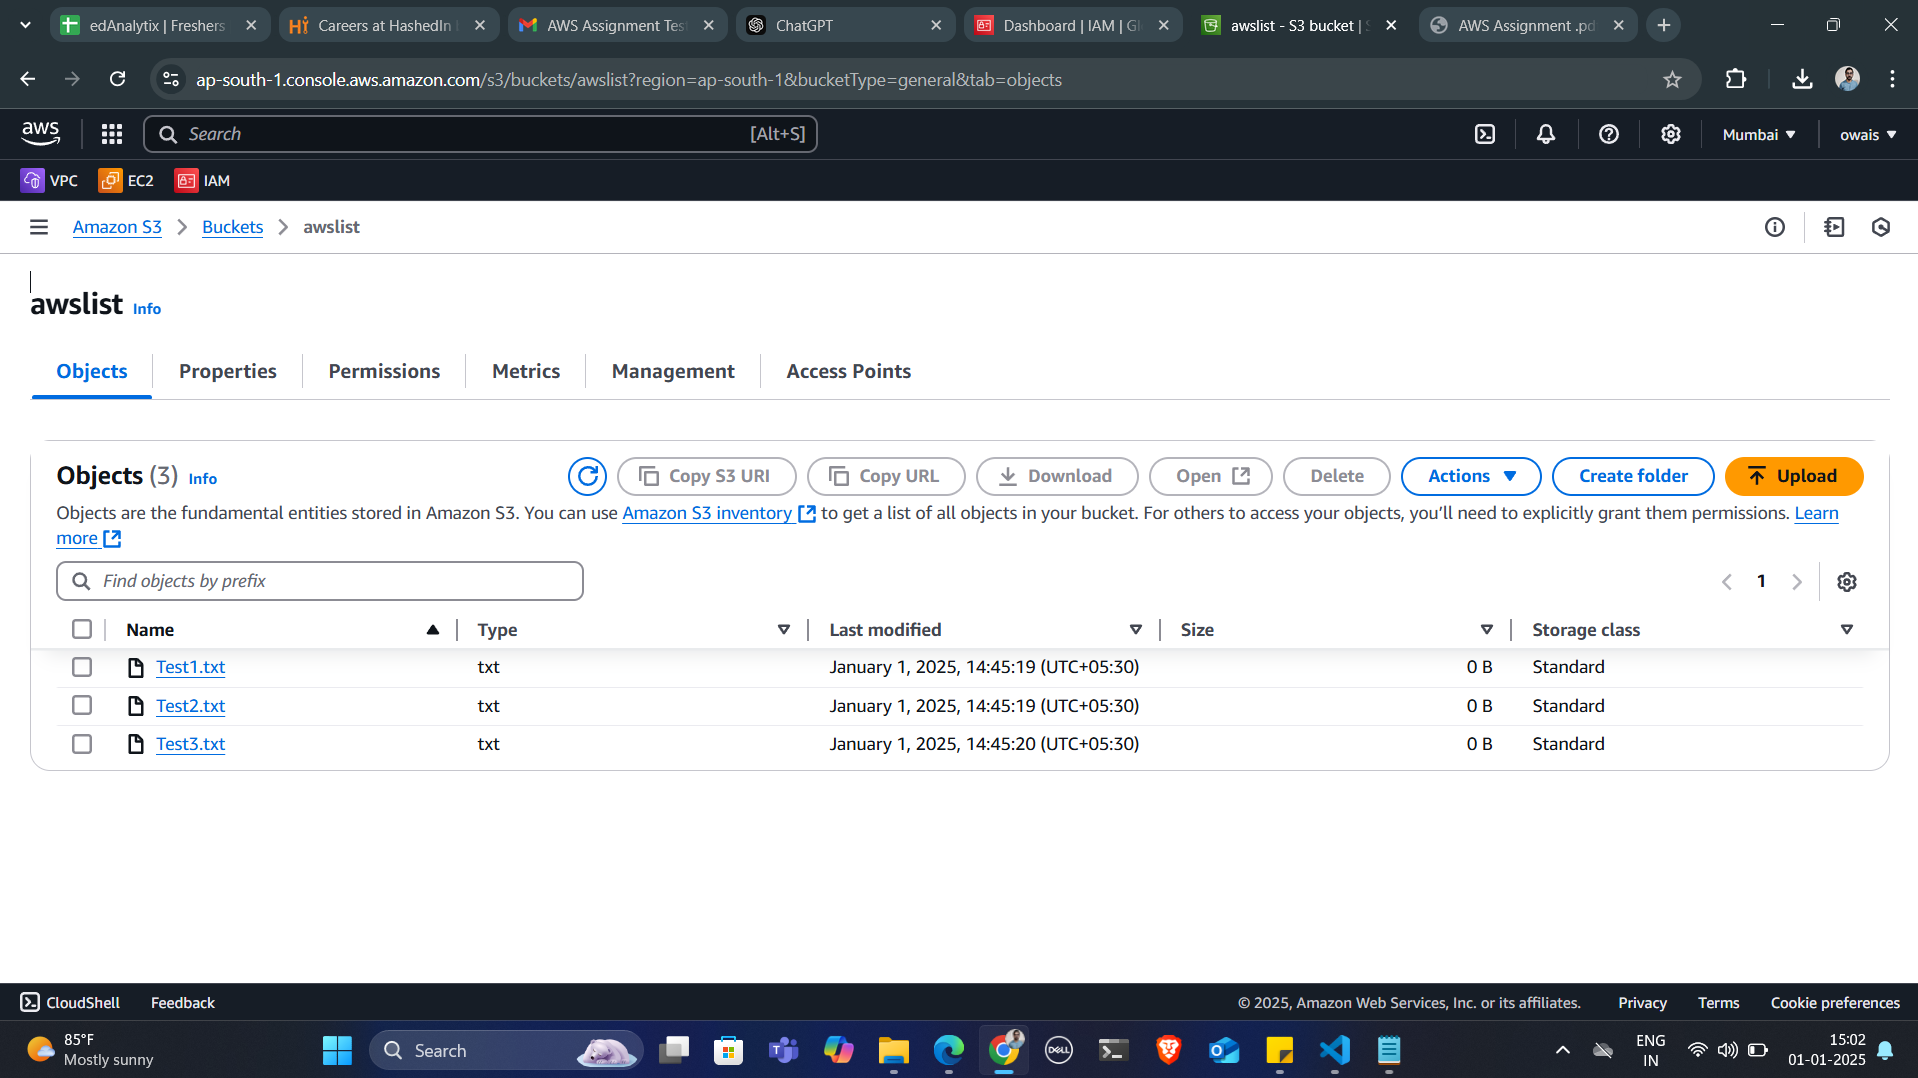 edAnalytix | Freshers
Careers at HashedIn
AWS Assignment Test
ChatGPT
Dashboard | IAM | Gl
awslist - S3 bucket |
AWS Assignment .pd
ap-south-1.console.aws.amazon.com/s3/buckets/awslist?region=ap-south-1&bucketType=general&tab=objects
aws
Search
[Alt+S]
Mumbai
owais
VPC
EC2
IAM
Amazon S3
Buckets
awslist
awslist Info
Objects
Properties
Permissions
Metrics
Management
Access Points
Objects (3) Info
Copy S3 URI
Copy URL
Download
Open
Delete
Actions
Create folder
Upload
Objects are the fundamental entities stored in Amazon S3. You can use Amazon S3 inventory to get a list of all objects in your bucket. For others to access your objects, you’ll need to explicitly grant them permissions. Learn
more
Find objects by prefix
1
Name Type Last modified Size Storage class
Test1.txt txt January 1, 2025, 14:45:19 (UTC+05:30) 0 B Standard
Test2.txt txt January 1, 2025, 14:45:19 (UTC+05:30) 0 B Standard
Test3.txt txt January 1, 2025, 14:45:20 (UTC+05:30) 0 B Standard
CloudShell
Feedback
© 2025, Amazon Web Services, Inc. or its affiliates.
Privacy
Terms
Cookie preferences
85°F
Mostly sunny
Search
DELL
ENG
IN
15:02
01-01-2025